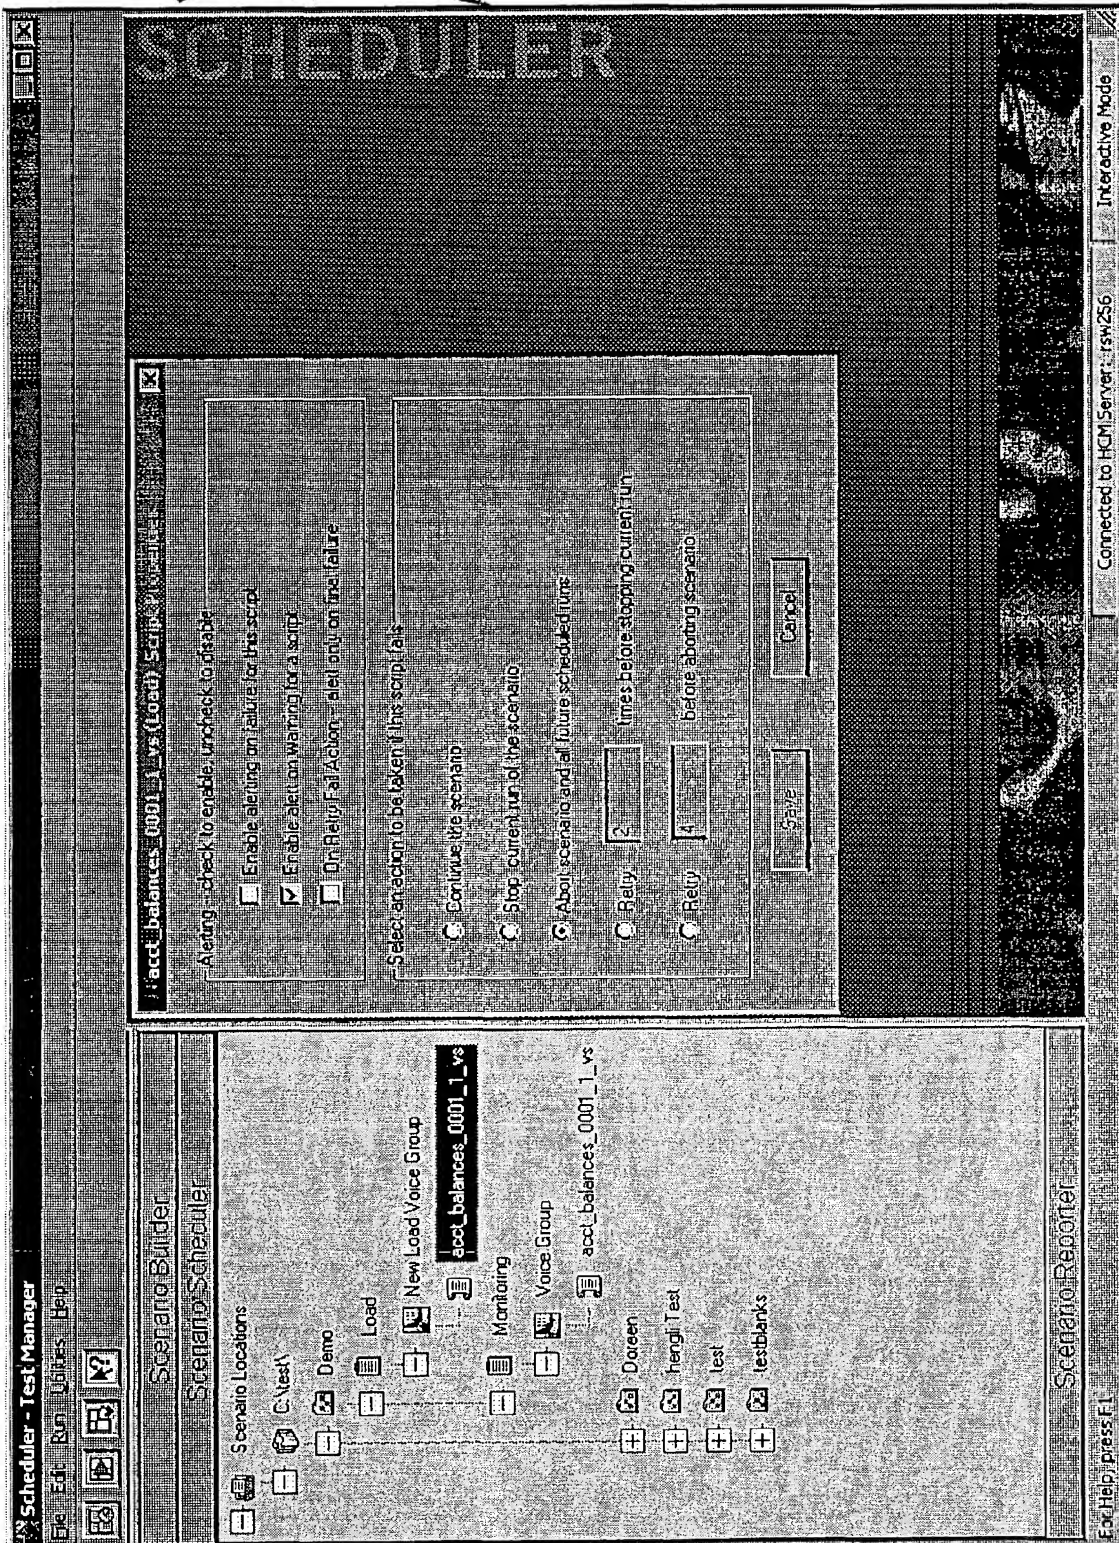 Scheduler - Test Manager
File Edit Run Utilities Help
Scenario Builder
Scenario Scheduler
Scenario Locations
C:\test\
Demo
Load
New Load Voice Group
acct_balances_0001_1_vs
Monitoring
Voice Group
acct_balances_0001_1_vs
Doreen
hengli Test
test
testblanks
Scenario Reporter
acct_balances_0001_1_vs (Load) Script Properties
Alerting - check to enable, uncheck to disable
Enable alerting on failure for this script
Enable alert on warning for a script
On Retry Fail Action - alert only on final failure
Select an action to be taken if this script fails
Continue the scenario
Stop current run of the scenario
Abort scenario and all future scheduled runs
Retry 2 times before stopping current run
Retry 4 before aborting scenario
Save Cancel
SCHEDULER
For Help, press F1 Connected to HCM Server: rsw256 Interactive Mode